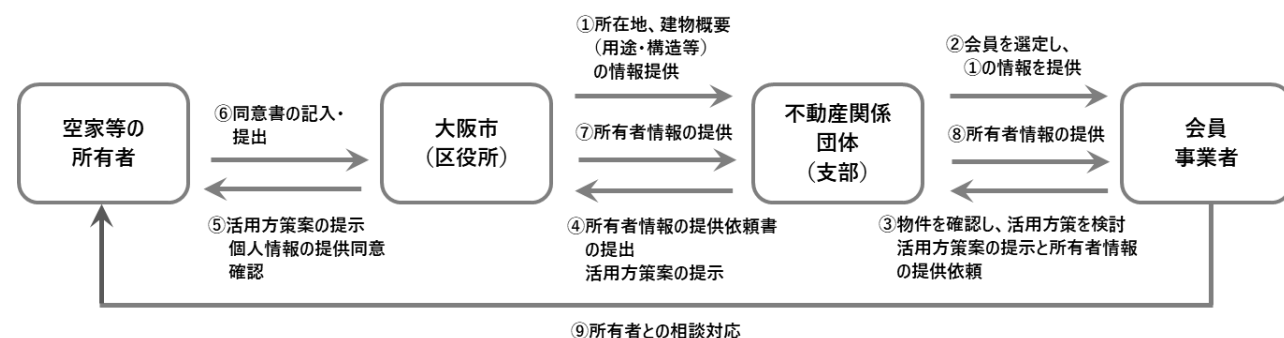 ①所在地、建物概要
（用途・構造等）
の情報提供
②会員を選定し、
①の情報を提供
空家等の
所有者
⑥同意書の記入・
提出
大阪市
（区役所）
⑦所有者情報の提供
不動産関係
団体
（支部）
⑧所有者情報の提供
会員
事業者
⑤活用方策案の提示
個人情報の提供同意
確認
④所有者情報の提供依頼書
の提出
活用方策案の提示
③物件を確認し、活用方策を検討
活用方策案の提示と所有者情報
の提供依頼
⑨所有者との相談対応